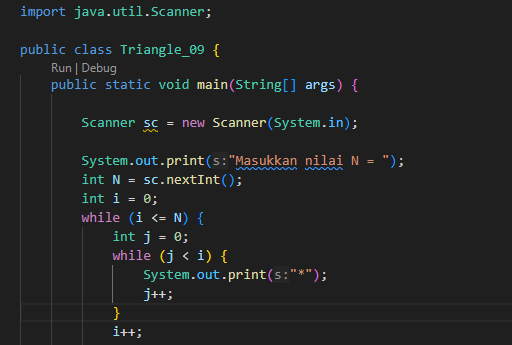 import java.util.Scanner;
public class Triangle_09 {
Run | Debug
public static void main(String[] args) {
Scanner sc = new Scanner(System.in);
System.out.print(s:"Masukkan nilai N = ");
int N = sc.nextInt();
int i = 0;
while (i <= N) {
int j = 0;
while (j < i) {
System.out.print(s:"*");
j++;
}
i++;